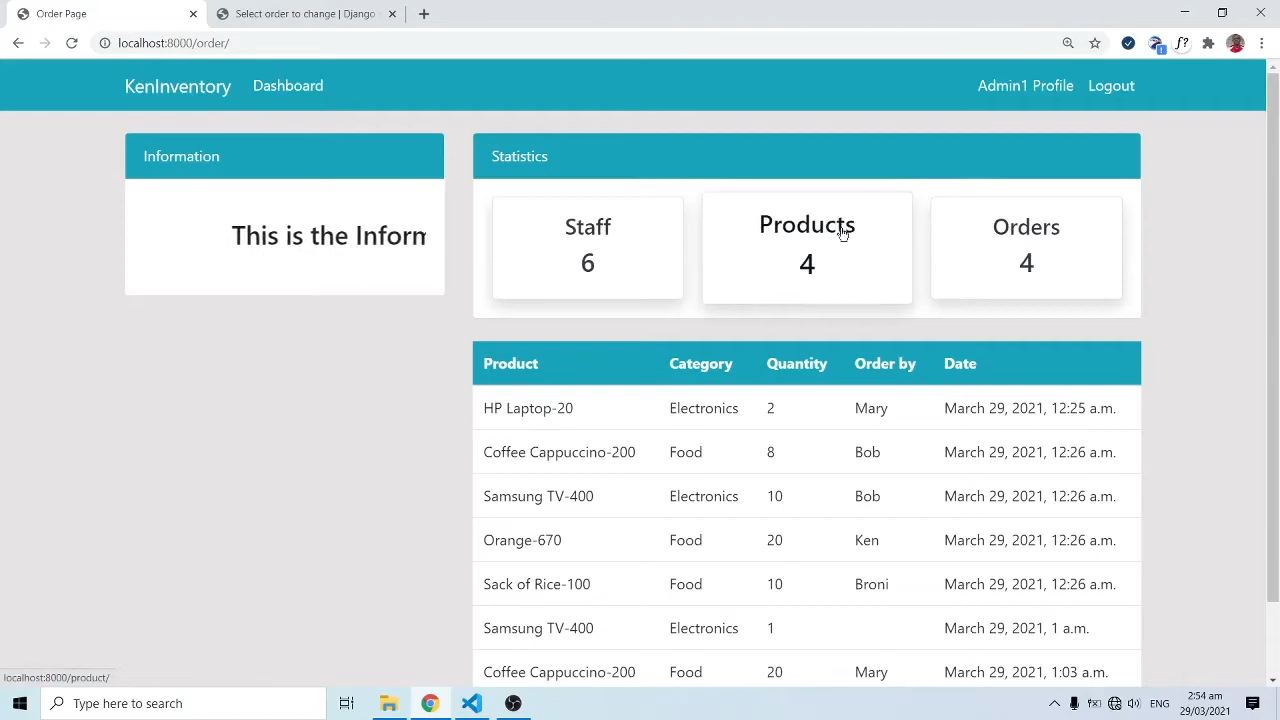 Order Page
Select order to change | Django
localhost:8000/order/
KenInventory Dashboard Admin1 Profile Logout
Information
This is the Inform
Statistics
Staff
6
Products
4
Orders
4
Product Category Quantity Order by Date
HP Laptop-20 Electronics 2 Mary March 29, 2021, 12:25 a.m.
Coffee Cappuccino-200 Food 8 Bob March 29, 2021, 12:26 a.m.
Samsung TV-400 Electronics 10 Bob March 29, 2021, 12:26 a.m.
Orange-670 Food 20 Ken March 29, 2021, 12:26 a.m.
Sack of Rice-100 Food 10 Broni March 29, 2021, 12:26 a.m.
Samsung TV-400 Electronics 1 March 29, 2021, 1 a.m.
Coffee Cappuccino-200 Food 20 Mary March 29, 2021, 1:03 a.m.
localhost:8000/product/
Type here to search
ENG
2:54 am
29/03/2021